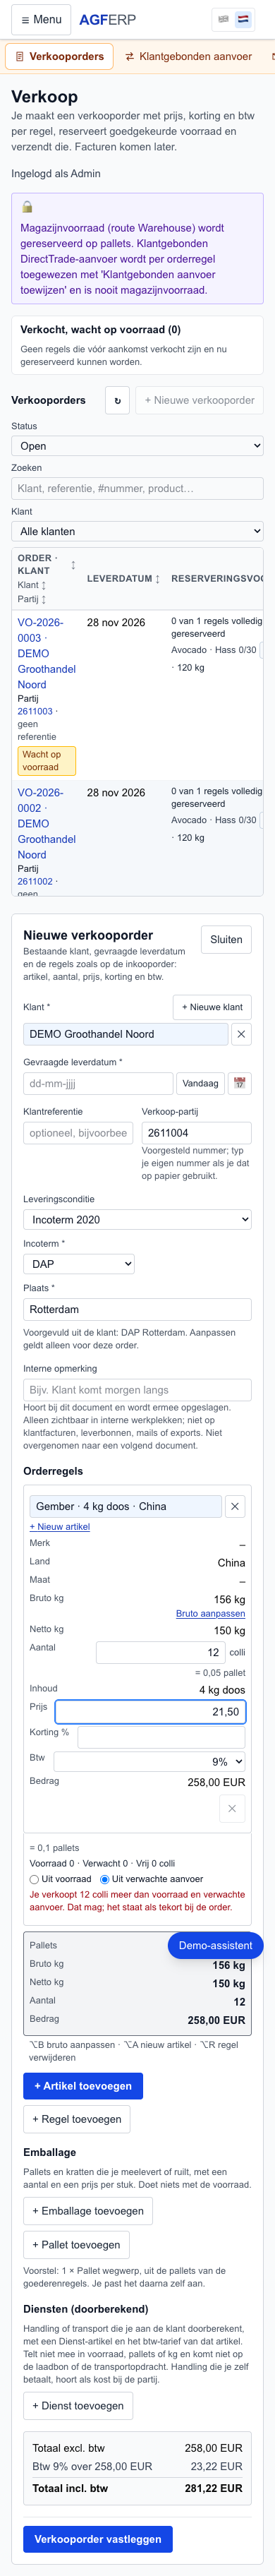 ≡ Menu AGFERP
Verkooporders Klantgebonden aanvoer
Verkoop
Je maakt een verkooporder met prijs, korting en btw
per regel, reserveert goedgekeurde voorraad en
verzendt die. Facturen komen later.
Ingelogd als Admin
Magazijnvoorraad (route Warehouse) wordt
gereserveerd op pallets. Klantgebonden
DirectTrade-aanvoer wordt per orderregel
toegewezen met 'Klantgebonden aanvoer
toewijzen' en is nooit magazijnvoorraad.
Verkocht, wacht op voorraad (0)
Geen regels die vóór aankomst verkocht zijn en nu
gereserveerd kunnen worden.
Verkooporders ↻ + Nieuwe verkooporder
Status
Open
Zoeken
Klant, referentie, #nummer, product…
Klant
Alle klanten
ORDER ·
KLANT ↕
Klant ↕
Partij ↕
LEVERDATUM ↕
RESERVERINGSVOO
VO-2026-
0003 ·
DEMO
Groothandel
Noord
Partij
2611003 ·
geen
referentie
Wacht op
voorraad
28 nov 2026
0 van 1 regels volledig
gereserveerd
Avocado · Hass 0/30
· 120 kg
VO-2026-
0002 ·
DEMO
Groothandel
Noord
Partij
2611002 ·
geen
28 nov 2026
0 van 1 regels volledig
gereserveerd
Avocado · Hass 0/30
· 120 kg
Nieuwe verkooporder
Sluiten
Bestaande klant, gevraagde leverdatum
en de regels zoals op de inkooporder:
artikel, aantal, prijs, korting en btw.
Klant *
+ Nieuwe klant
DEMO Groothandel Noord ×
Gevraagde leverdatum *
dd-mm-jjjj Vandaag
Klantreferentie
optioneel, bijvoorbee
Verkoop-partij
2611004
Voorgesteld nummer; typ
je eigen nummer als je dat
op papier gebruikt.
Leveringsconditie
Incoterm 2020
Incoterm *
DAP
Plaats *
Rotterdam
Voorgevuld uit de klant: DAP Rotterdam. Aanpassen
geldt alleen voor deze order.
Interne opmerking
Bijv. Klant komt morgen langs
Hoort bij dit document en wordt ermee opgeslagen.
Alleen zichtbaar in interne werkplekken; niet op
klantfacturen, leverbonnen, mails of exports. Niet
overgenomen naar een volgend document.
Orderregels
Gember · 4 kg doos · China ×
+ Nieuw artikel
Merk –
Land China
Maat –
Bruto kg 156 kg
Bruto aanpassen
Netto kg 150 kg
Aantal 12 colli
= 0,05 pallet
Inhoud 4 kg doos
Prijs 21,50
Korting %
Btw 9%
Bedrag 258,00 EUR
×
= 0,1 pallets
Voorraad 0 · Verwacht 0 · Vrij 0 colli
Uit voorraad Uit verwachte aanvoer
Je verkoopt 12 colli meer dan voorraad en verwachte
aanvoer. Dat mag; het staat als tekort bij de order.
Pallets
Demo-assistent
Bruto kg 156 kg
Netto kg 150 kg
Aantal 12
Bedrag 258,00 EUR
⌥B bruto aanpassen · ⌥A nieuw artikel · ⌥R regel
verwijderen
+ Artikel toevoegen
+ Regel toevoegen
Emballage
Pallets en kratten die je meelevert of ruilt, met een
aantal en een prijs per stuk. Doet niets met de voorraad.
+ Emballage toevoegen
+ Pallet toevoegen
Voorstel: 1 × Pallet wegwerp, uit de pallets van de
goederenregels. Je past het daarna zelf aan.
Diensten (doorberekend)
Handling of transport die je aan de klant doorberekent,
met een Dienst-artikel en het btw-tarief van dat artikel.
Telt niet mee in voorraad, pallets of kg en komt niet op
de laadbon of de transportopdracht. Handling die je zelf
betaalt, hoort als kost bij de partij.
+ Dienst toevoegen
Totaal excl. btw 258,00 EUR
Btw 9% over 258,00 EUR 23,22 EUR
Totaal incl. btw 281,22 EUR
Verkooporder vastleggen